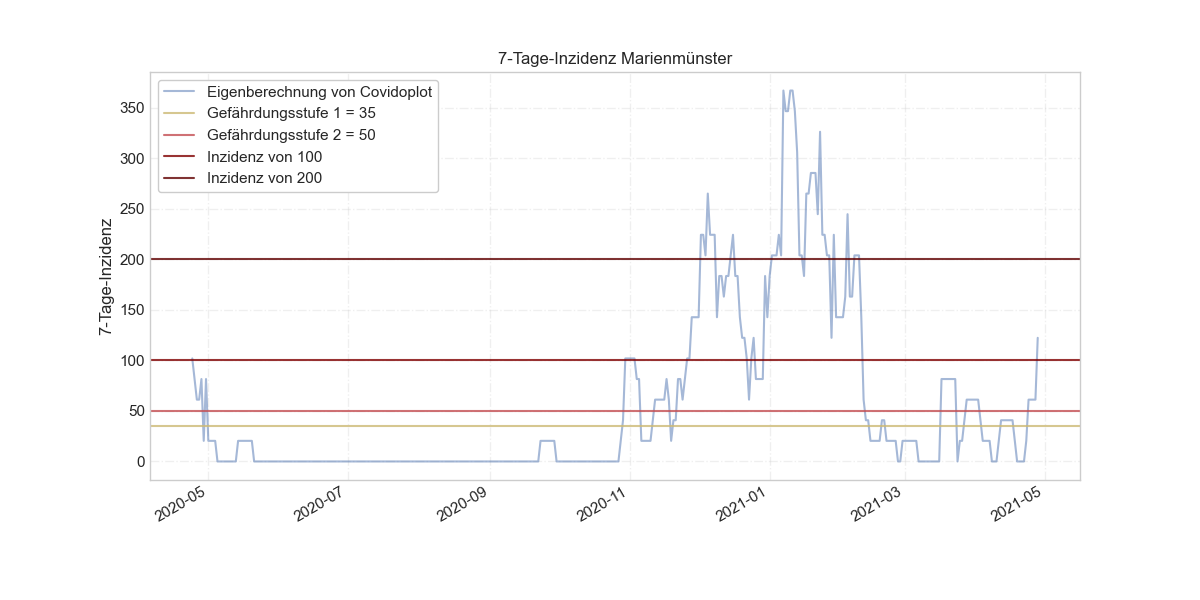 7-Tage-Inzidenz Marienmünster
Eigenberechnung von Covidoplot
Gefährdungsstufe 1 = 35
Gefährdungsstufe 2 = 50
Inzidenz von 100
Inzidenz von 200
7-Tage-Inzidenz
350
300
250
200
150
100
50
0
2020-05
2020-07
2020-09
2020-11
2021-01
2021-03
2021-05